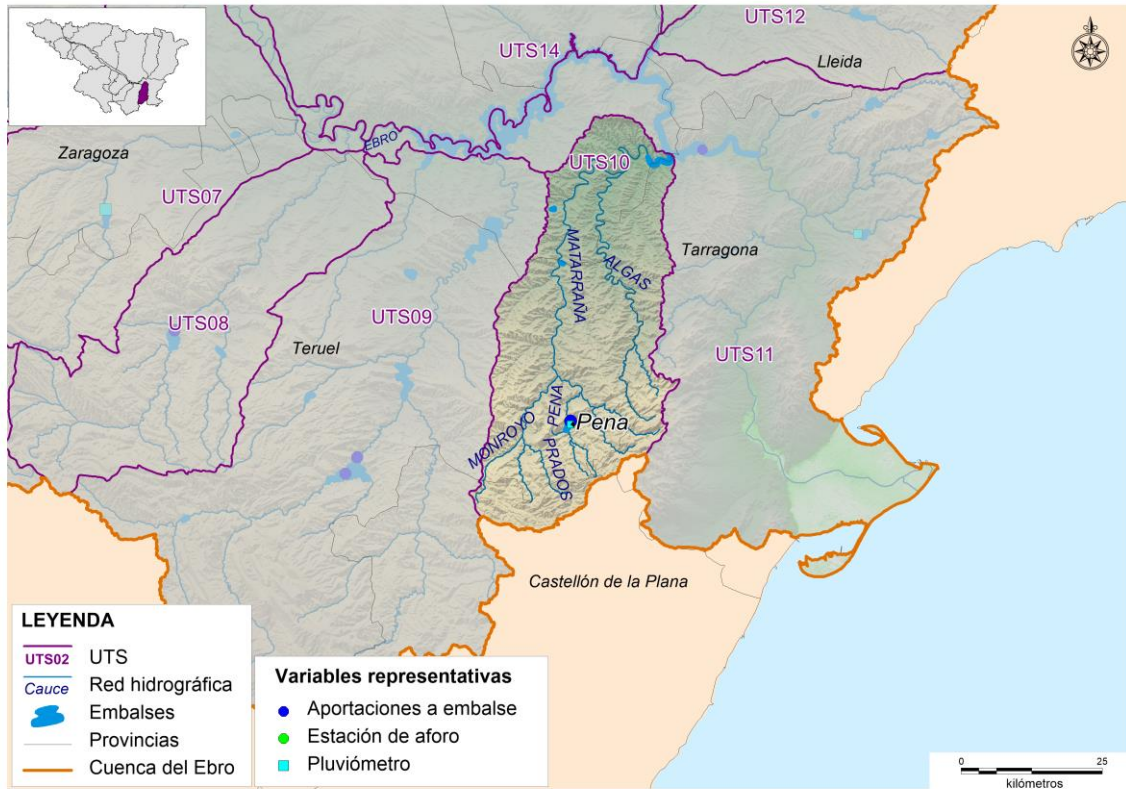 UTS12
UTS14
Lleida
EBRO
Zaragoza
UTS10
UTS07
MATARRAÑA
ALGAS
Tarragona
UTS08
UTS09
Teruel
UTS11
MONROYO
PENA
Pena
PRADOS
Castellón de la Plana
LEYENDA
UTS02 UTS
Cauce Red hidrográfica
Embalses
Provincias
Cuenca del Ebro
Variables representativas
Aportaciones a embalse
Estación de aforo
Pluviómetro
0 25
kilómetros